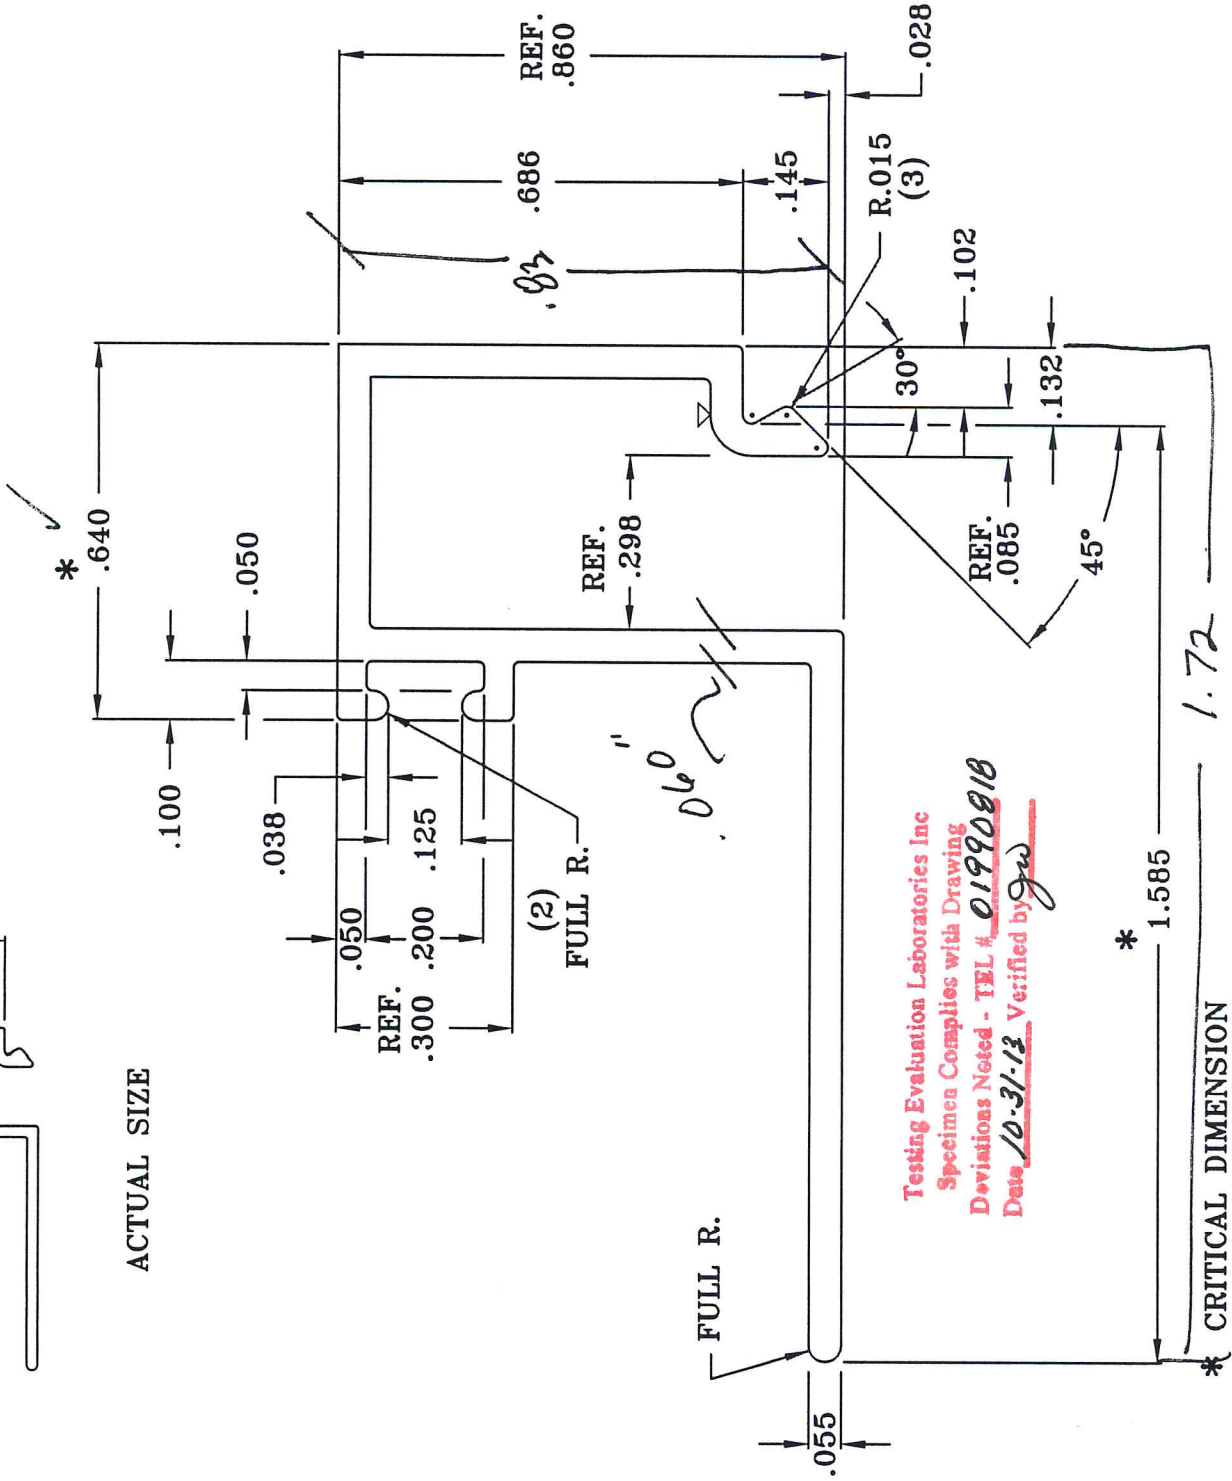 REF.
.860
.028
.686
.145
.83
R.015
(3)
.102
30°
.132
*
.640
.050
.100
REF.
.298
REF.
.085
45°
.038
.125
.050
.200
REF.
.300
(2)
FULL R.
.060"
1.72
*
1.585
ACTUAL SIZE
FULL R.
.055
Testing Evaluation Laboratories Inc
Specimen Complies with Drawing
Deviations Noted - TEL # 01990818
Date 10-31-13 Verified by
* CRITICAL DIMENSION